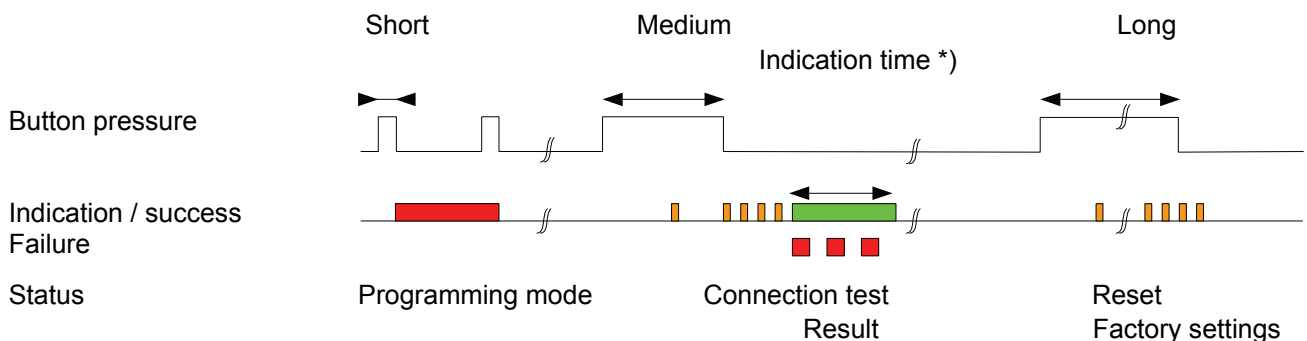 Short Medium Long
Indication time *)
Button pressure
Indication / success
Failure
Status Programming mode Connection test Reset
Result Factory settings